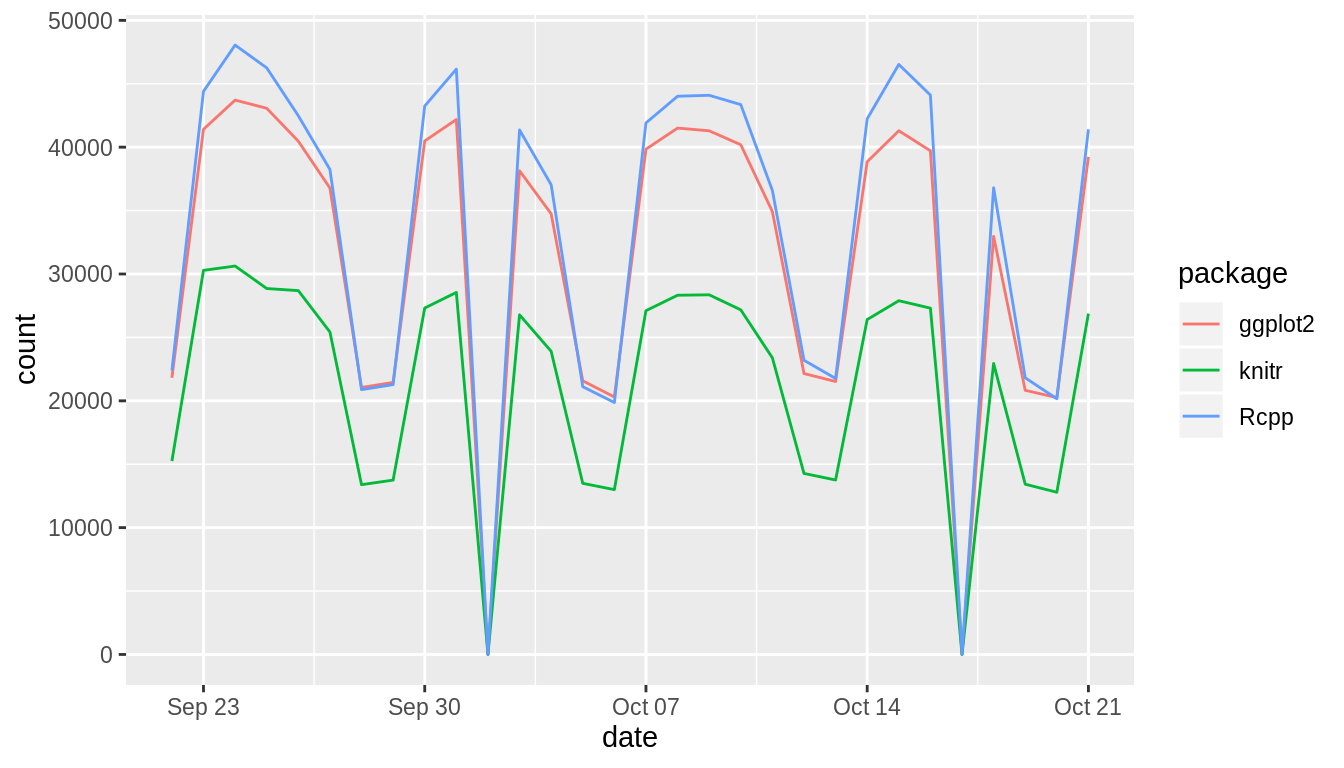 50000
40000
30000
20000
10000
0
count
Sep 23
Sep 30
Oct 07
Oct 14
Oct 21
date
package
ggplot2
knitr
Rcpp